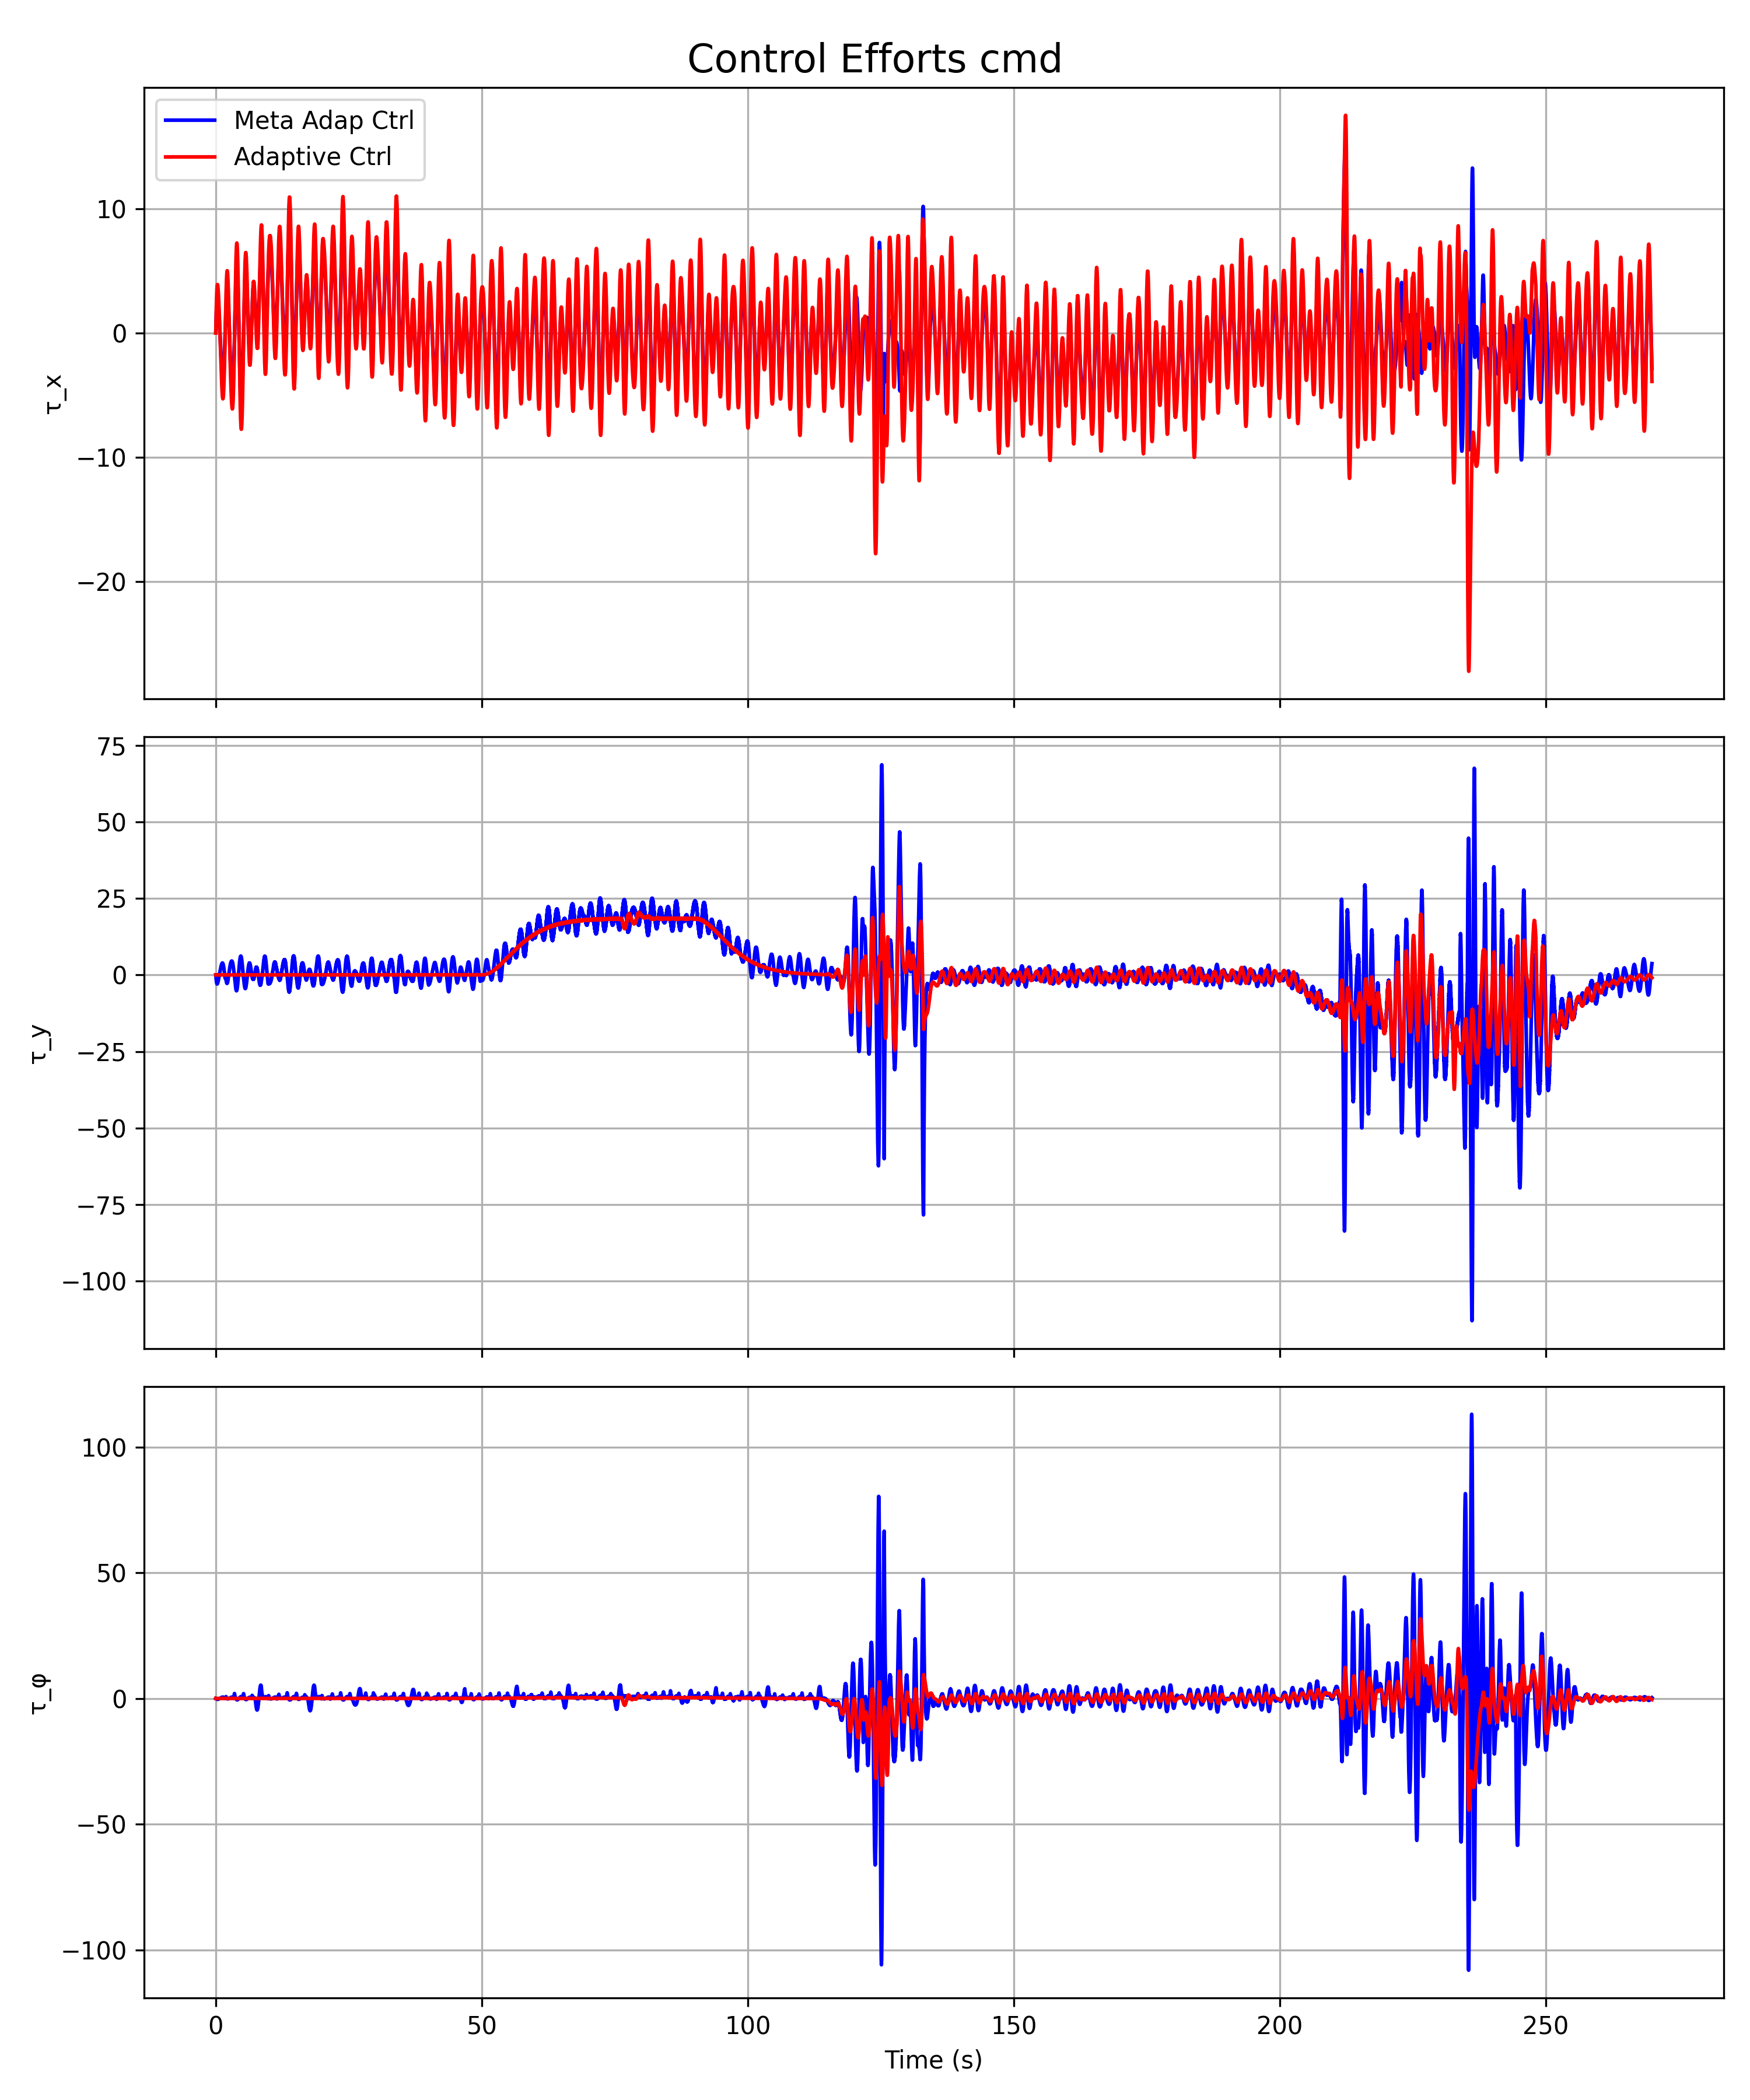 Control Efforts cmd
Meta Adap Ctrl
Adaptive Ctrl
10
0
−10
−20
τ_x
75
50
25
0
−25
−50
−75
−100
τ_y
100
50
0
−50
−100
τ_φ
0 50 100 150 200 250
Time (s)